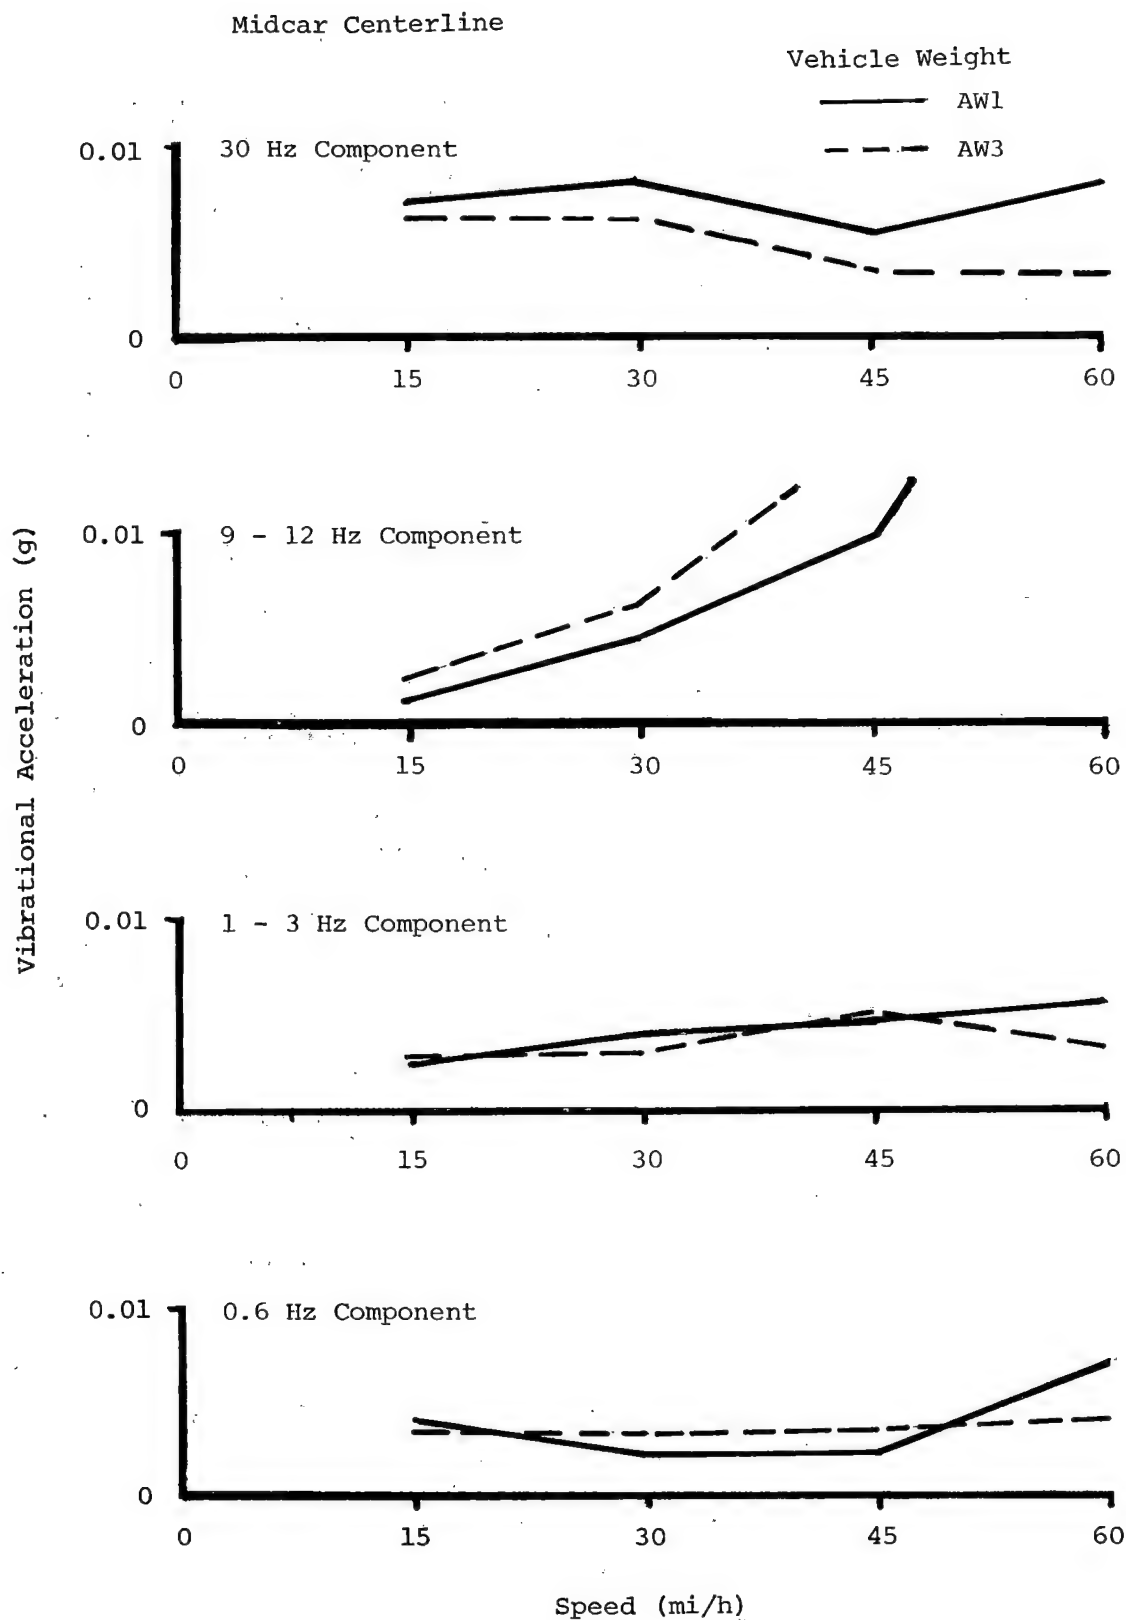 Midcar Centerline
Vehicle Weight
AW1
AW3
0.01
30 Hz Component
0
0 15 30 45 60
Vibrational Acceleration (g)
0.01
9 - 12 Hz Component
0
0 15 30 45 60
0.01
1 - 3 Hz Component
0
0 15 30 45 60
0.01
0.6 Hz Component
0
0 15 30 45 60
Speed (mi/h)